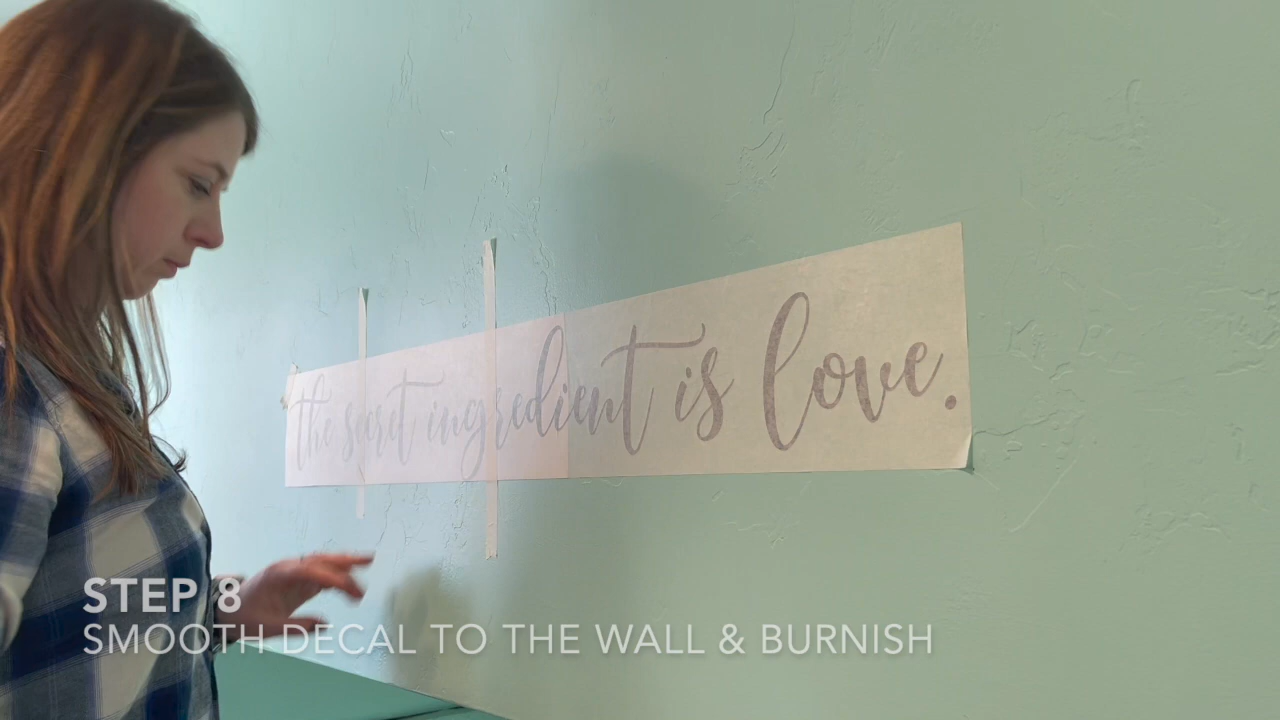 the secret ingredient is love.
STEP 8
SMOOTH DECAL TO THE WALL & BURNISH